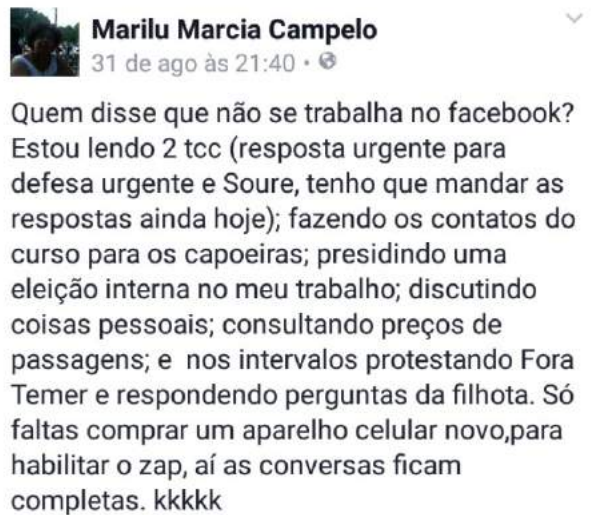 Marilu Marcia Campelo
31 de ago às 21:40 •
Quem disse que não se trabalha no facebook?
Estou lendo 2 tcc (resposta urgente para
defesa urgente e Soure, tenho que mandar as
respostas ainda hoje); fazendo os contatos do
curso para os capoeiras; presidindo uma
eleição interna no meu trabalho; discutindo
coisas pessoais; consultando preços de
passagens; e  nos intervalos protestando Fora
Temer e respondendo perguntas da filhota. Só
faltas comprar um aparelho celular novo,para
habilitar o zap, aí as conversas ficam
completas. kkkkk